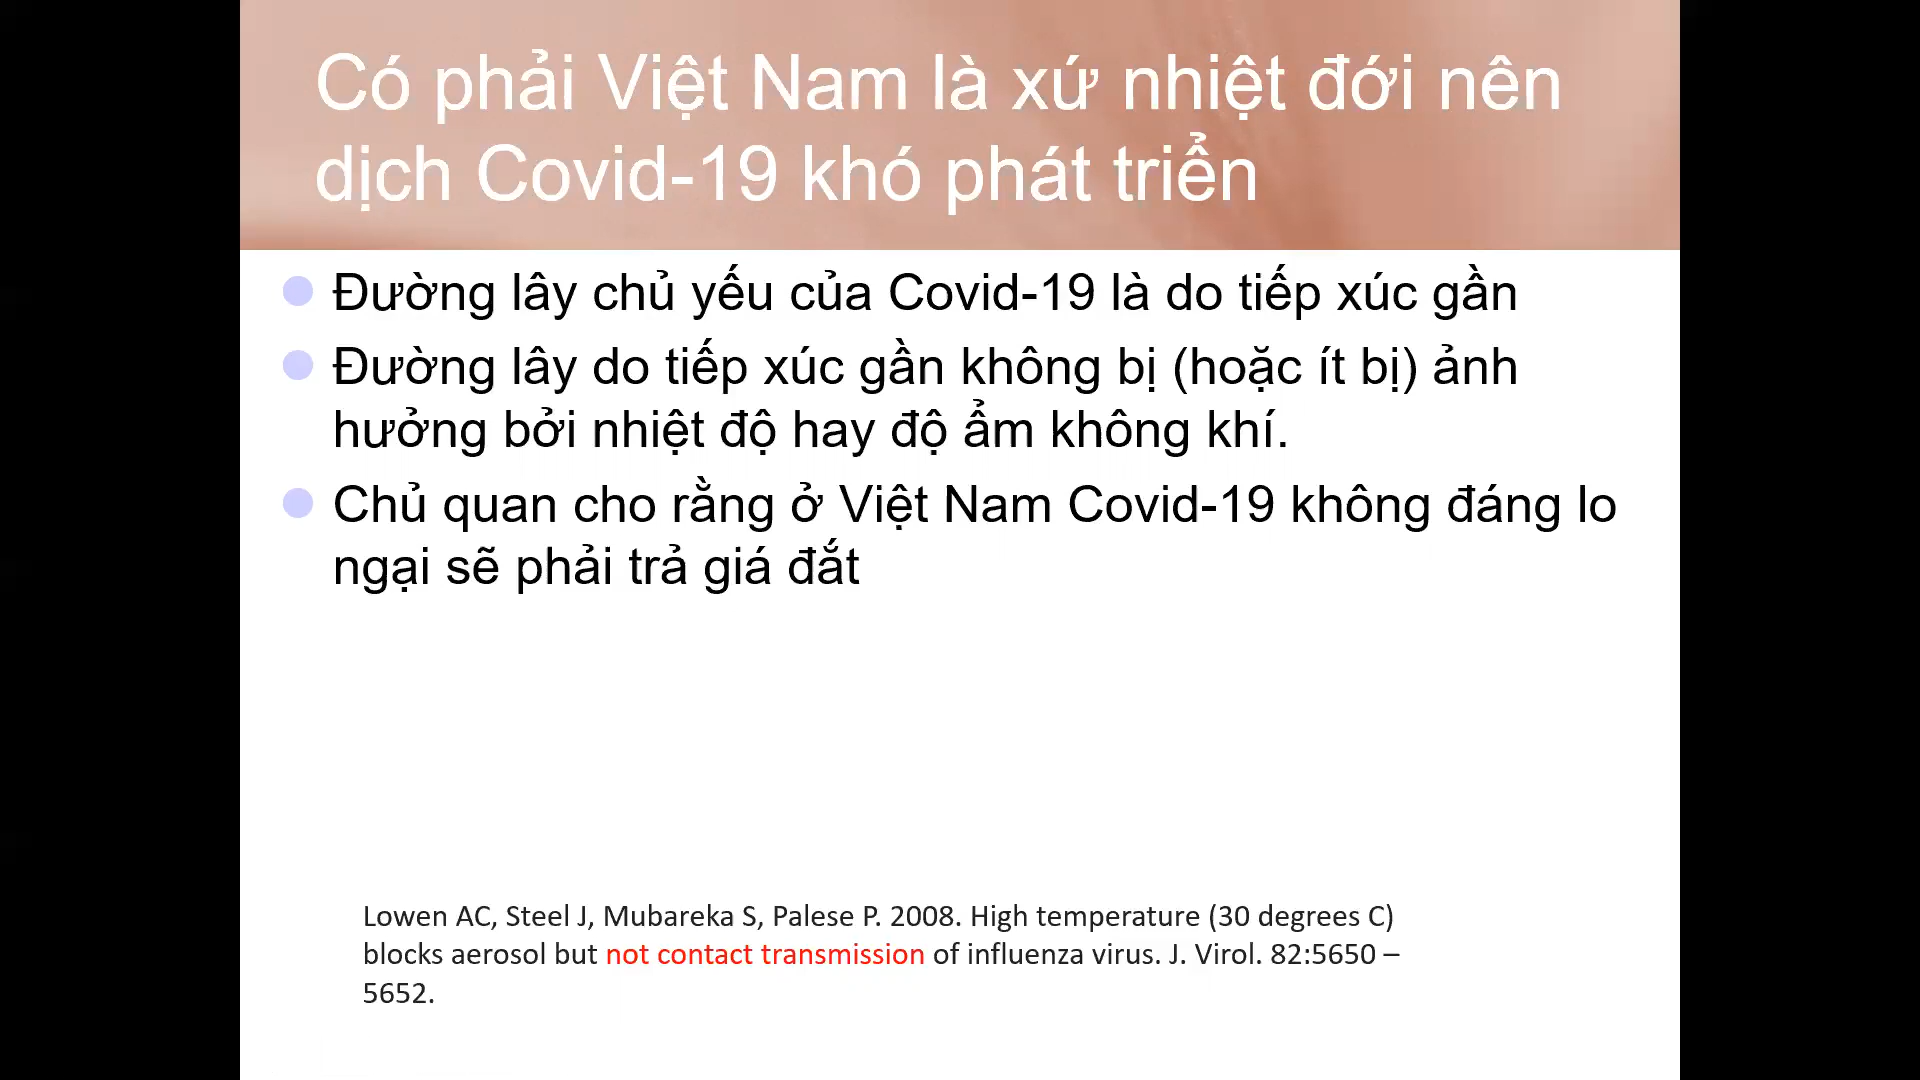 Có phải Việt Nam là xứ nhiệt đới nên
dịch Covid-19 khó phát triển
Đường lây chủ yếu của Covid-19 là do tiếp xúc gần
Đường lây do tiếp xúc gần không bị (hoặc ít bị) ảnh
hưởng bởi nhiệt độ hay độ ẩm không khí.
Chủ quan cho rằng ở Việt Nam Covid-19 không đáng lo
ngại sẽ phải trả giá đắt
Lowen AC, Steel J, Mubareka S, Palese P. 2008. High temperature (30 degrees C)
blocks aerosol but not contact transmission of influenza virus. J. Virol. 82:5650 –
5652.